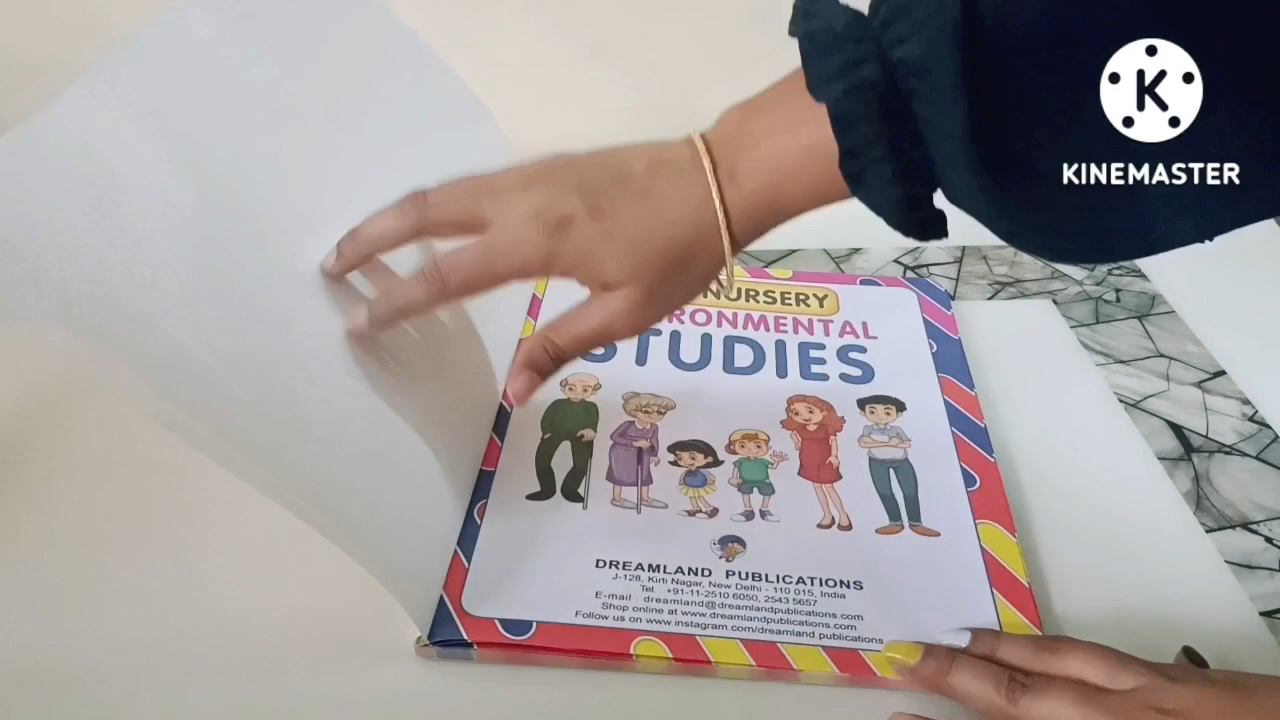 K
KINEMASTER
NURSERY
RONMENTAL
STUDIES
DREAMLAND PUBLICATIONS
J-128, Kirti Nagar, New Delhi - 110 015, India
Tel. : +91-11-2510 6050, 2543 5657
E-mail : dreamland@dreamlandpublications.com
Shop online at www.dreamlandpublications.com
Follow us on www.instagram.com/dreamland.publications